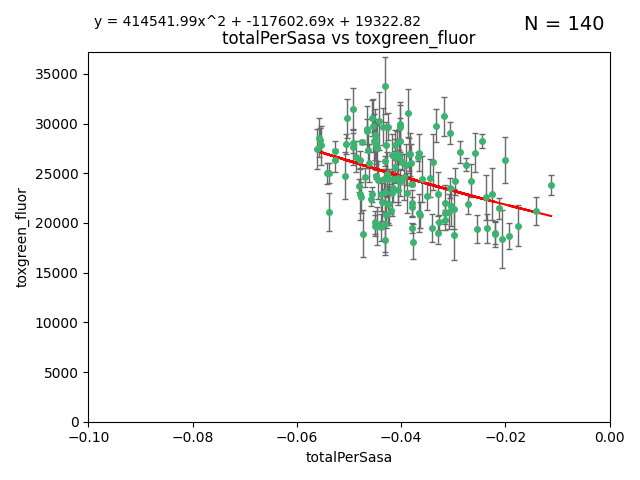 y = 414541.99x^2 + -117602.69x + 19322.82
N = 140
totalPerSasa vs toxgreen_fluor
toxgreen_fluor
35000
30000
25000
20000
15000
10000
5000
0
−0.10 −0.08 −0.06 −0.04 −0.02 0.00
totalPerSasa